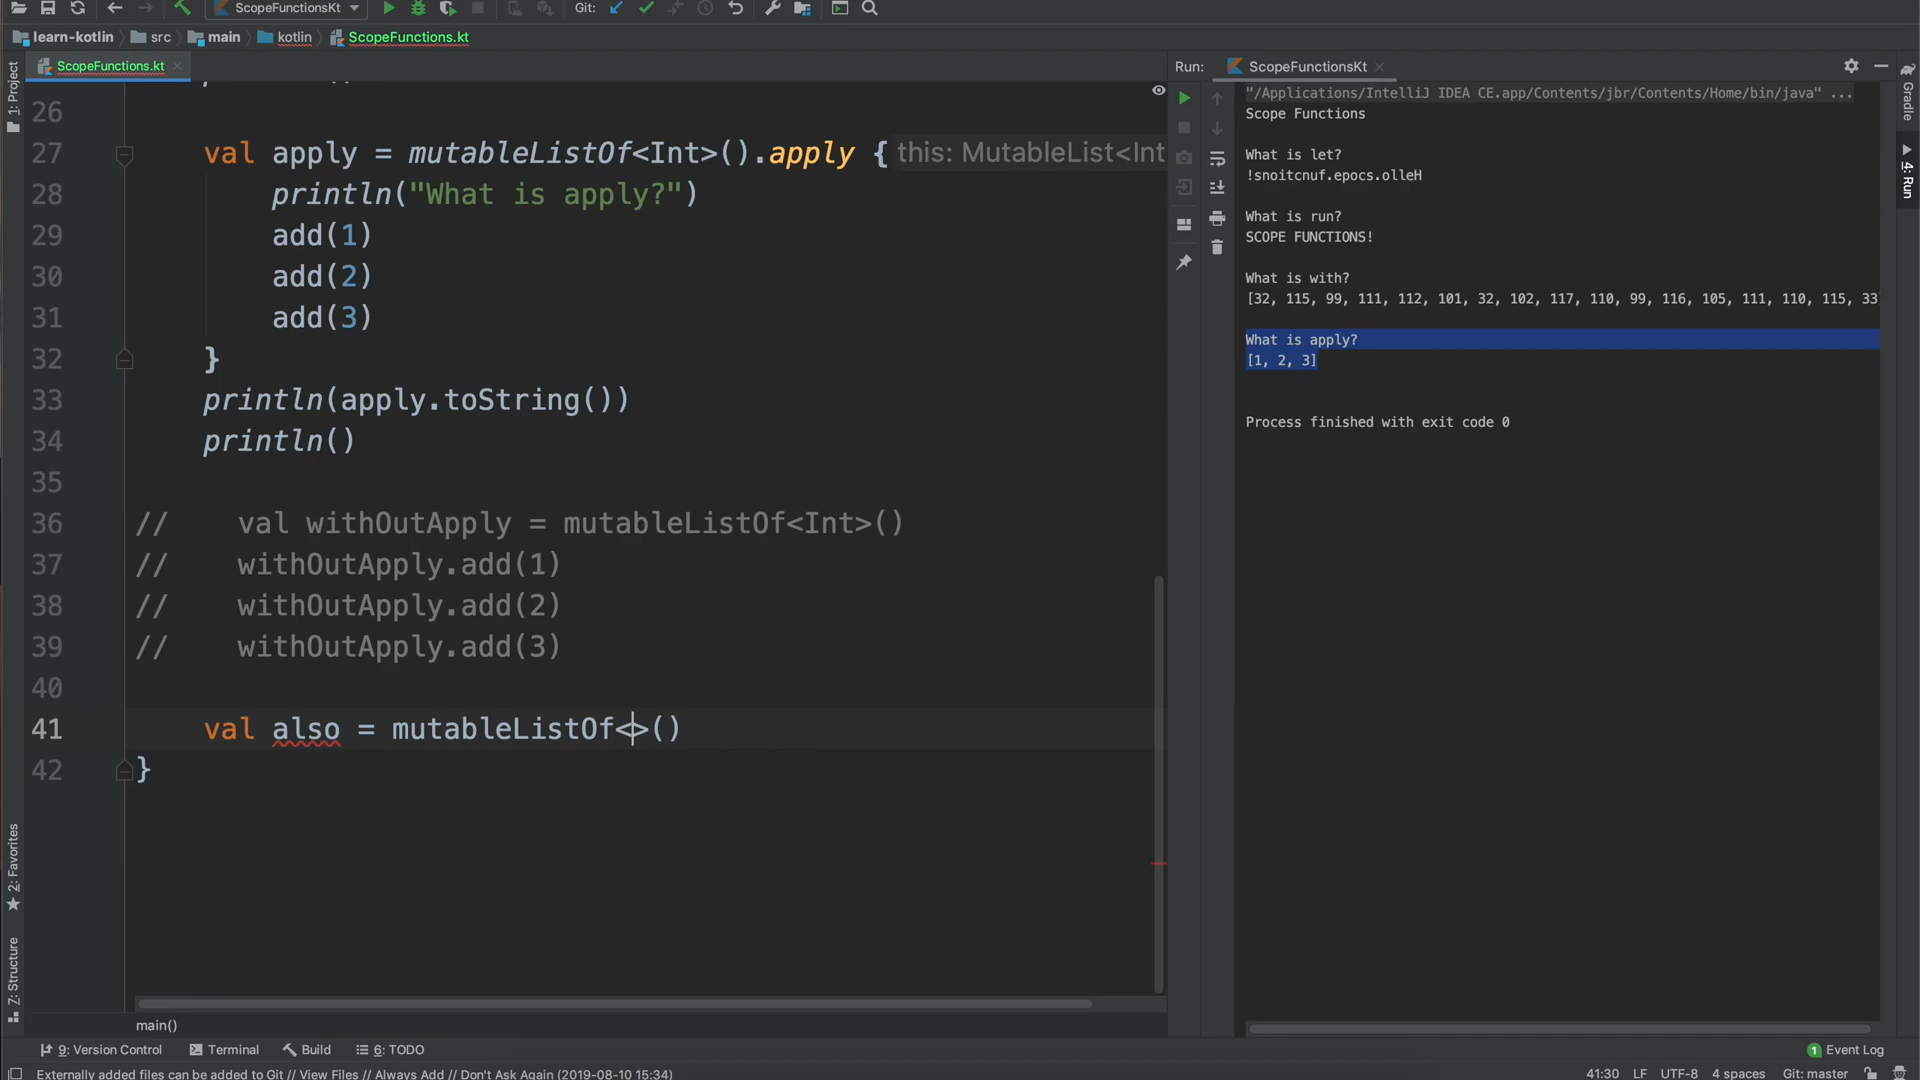 ScopeFunctionsKt
Git:
learn-kotlin
src
main
kotlin
ScopeFunctions.kt
ScopeFunctions.kt
1: Project
26
27 val apply = mutableListOf<Int>().apply { this: MutableList<Int
28 println("What is apply?")
29 add(1)
30 add(2)
31 add(3)
32 }
33 println(apply.toString())
34 println()
35
36 // val withOutApply = mutableListOf<Int>()
37 // withOutApply.add(1)
38 // withOutApply.add(2)
39 // withOutApply.add(3)
40
41 val also = mutableListOf<>()
42 }
main()
2: Favorites
7: Structure
Run: ScopeFunctionsKt
"/Applications/IntelliJ IDEA CE.app/Contents/jbr/Contents/Home/bin/java" ...
Scope Functions
What is let?
!snoitcnuf.epocs.olleH
What is run?
SCOPE FUNCTIONS!
What is with?
[32, 115, 99, 111, 112, 101, 32, 102, 117, 110, 99, 116, 105, 111, 110, 115, 33
What is apply?
[1, 2, 3]
Process finished with exit code 0
Gradle
4: Run
9: Version Control
Terminal
Build
6: TODO
1 Event Log
Externally added files can be added to Git // View Files // Always Add // Don't Ask Again (2019-08-10 15:34)
41:30 LF UTF-8 4 spaces Git: master